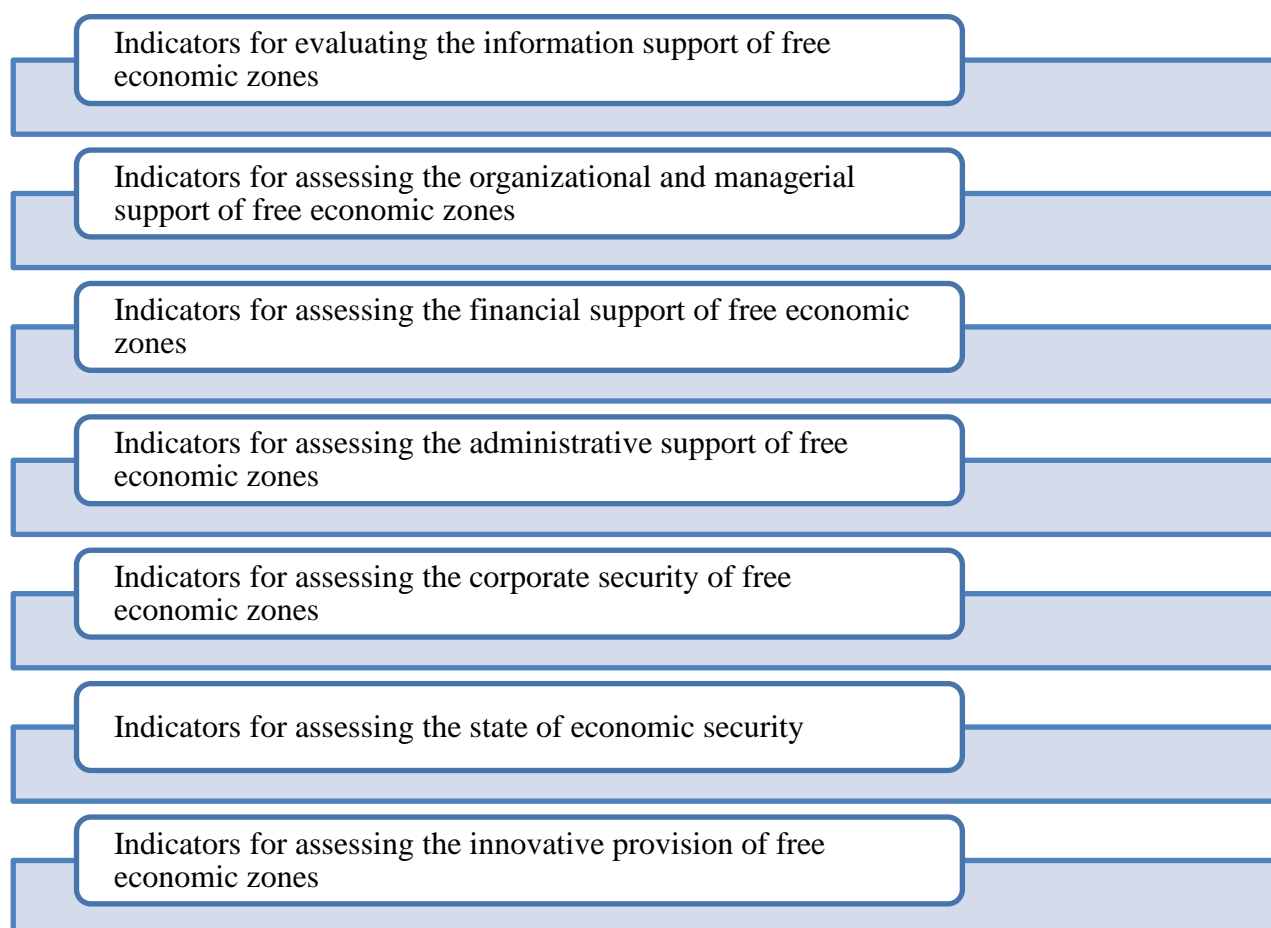 Indicators for evaluating the information support of free
economic zones
Indicators for assessing the organizational and managerial
support of free economic zones
Indicators for assessing the financial support of free economic
zones
Indicators for assessing the administrative support of free
economic zones
Indicators for assessing the corporate security of free
economic zones
Indicators for assessing the state of economic security
Indicators for assessing the innovative provision of free
economic zones